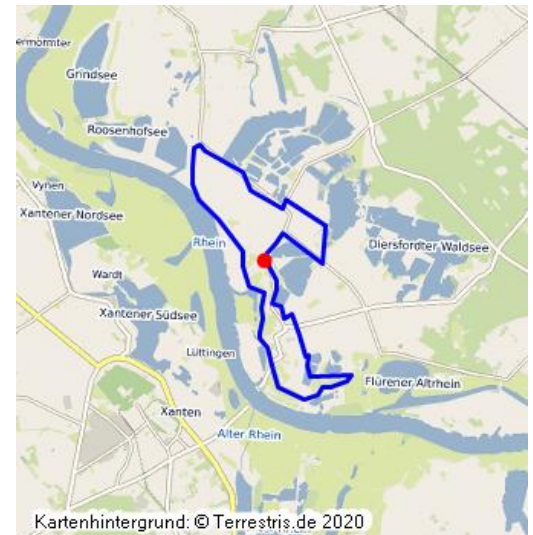 ermörmter
Grindsee
Roosenhofsee
Vynen
Xantener Nordsee
Rhein
Diersfordter Waldsee
Wardt
Xantener Südsee
Lüttingen
Flürener Altrhein
Xanten
Alter Rhein
Kartenhintergrund: © Terrestris.de 2020